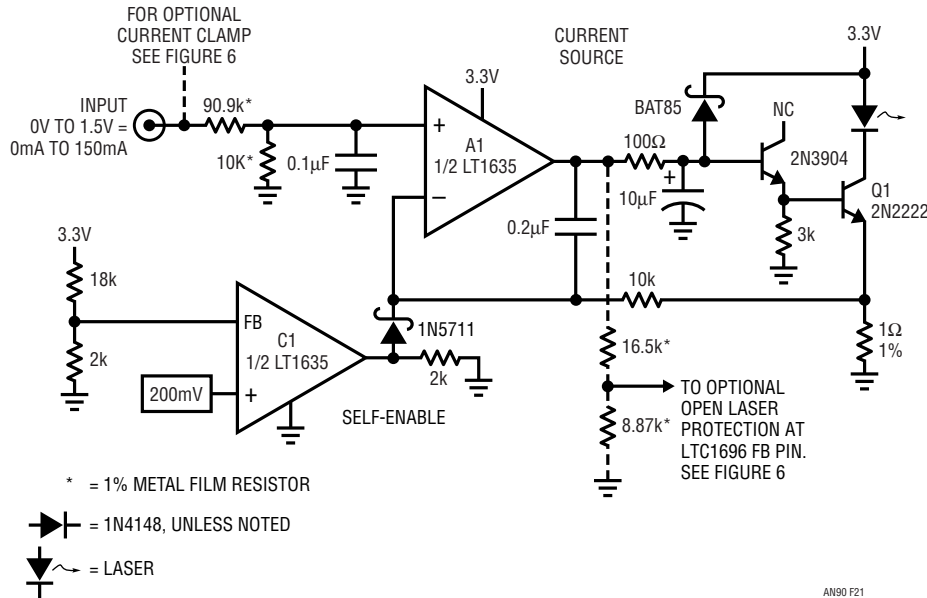 FOR OPTIONAL
CURRENT CLAMP
SEE FIGURE 6
CURRENT
SOURCE
3.3V
3.3V
INPUT
0V TO 1.5V =
0mA TO 150mA
90.9k*
10K*
0.1µF
+
A1
1/2 LT1635
–
BAT85
NC
100Ω
2N3904
+
10µF
Q1
2N2222
0.2µF
3k
3.3V
18k
10k
FB
C1
1/2 LT1635
1N5711
1Ω
1%
2k
2k
16.5k*
200mV
+
SELF-ENABLE
TO OPTIONAL
OPEN LASER
PROTECTION AT
LTC1696 FB PIN.
SEE FIGURE 6
8.87k*
* = 1% METAL FILM RESISTOR
= 1N4148, UNLESS NOTED
= LASER
AN90 F21